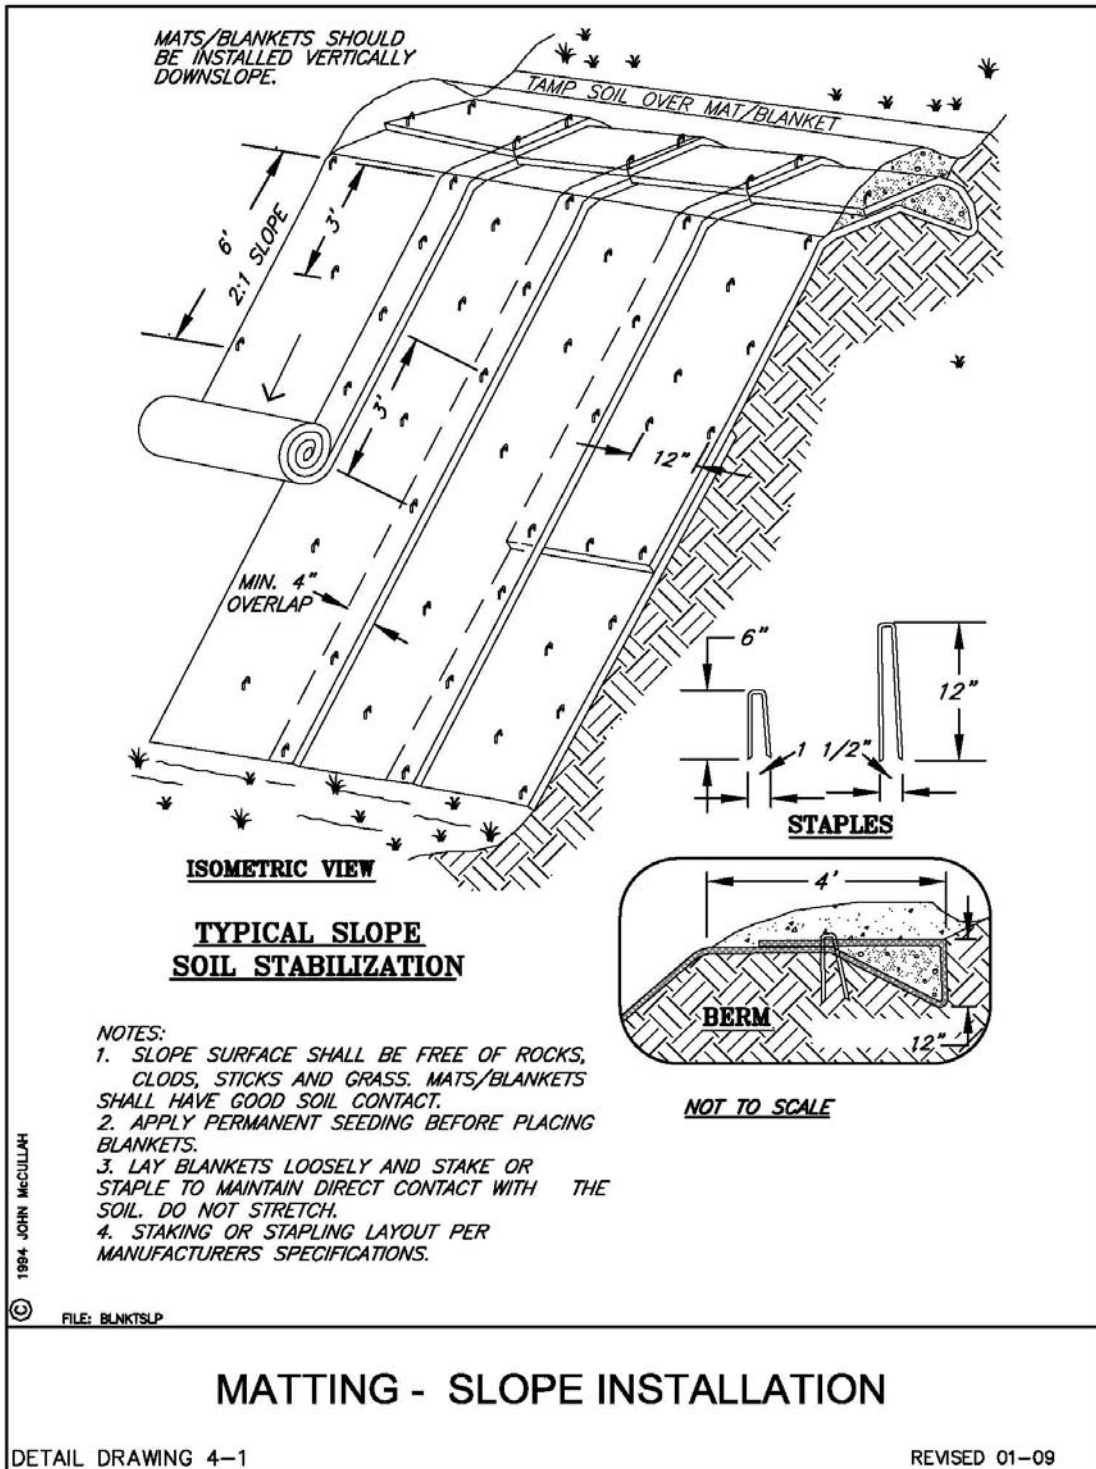 MATS/BLANKETS SHOULD
BE INSTALLED VERTICALLY
DOWNSLOPE.
TAMP SOIL OVER MAT/BLANKET
6'
2:1 SLOPE
3'
3'
12"
MIN. 4"
OVERLAP
6"
12"
1 1/2"
STAPLES
ISOMETRIC VIEW
TYPICAL SLOPE
SOIL STABILIZATION
4'
BERM
12"
NOT TO SCALE
NOTES:
1. SLOPE SURFACE SHALL BE FREE OF ROCKS,
CLODS, STICKS AND GRASS. MATS/BLANKETS
SHALL HAVE GOOD SOIL CONTACT.
2. APPLY PERMANENT SEEDING BEFORE PLACING
BLANKETS.
3. LAY BLANKETS LOOSELY AND STAKE OR
STAPLE TO MAINTAIN DIRECT CONTACT WITH THE
SOIL. DO NOT STRETCH.
4. STAKING OR STAPLING LAYOUT PER
MANUFACTURERS SPECIFICATIONS.
© 1994 JOHN McCULLAH
FILE: BLNKTSLP
MATTING - SLOPE INSTALLATION
DETAIL DRAWING 4-1
REVISED 01-09